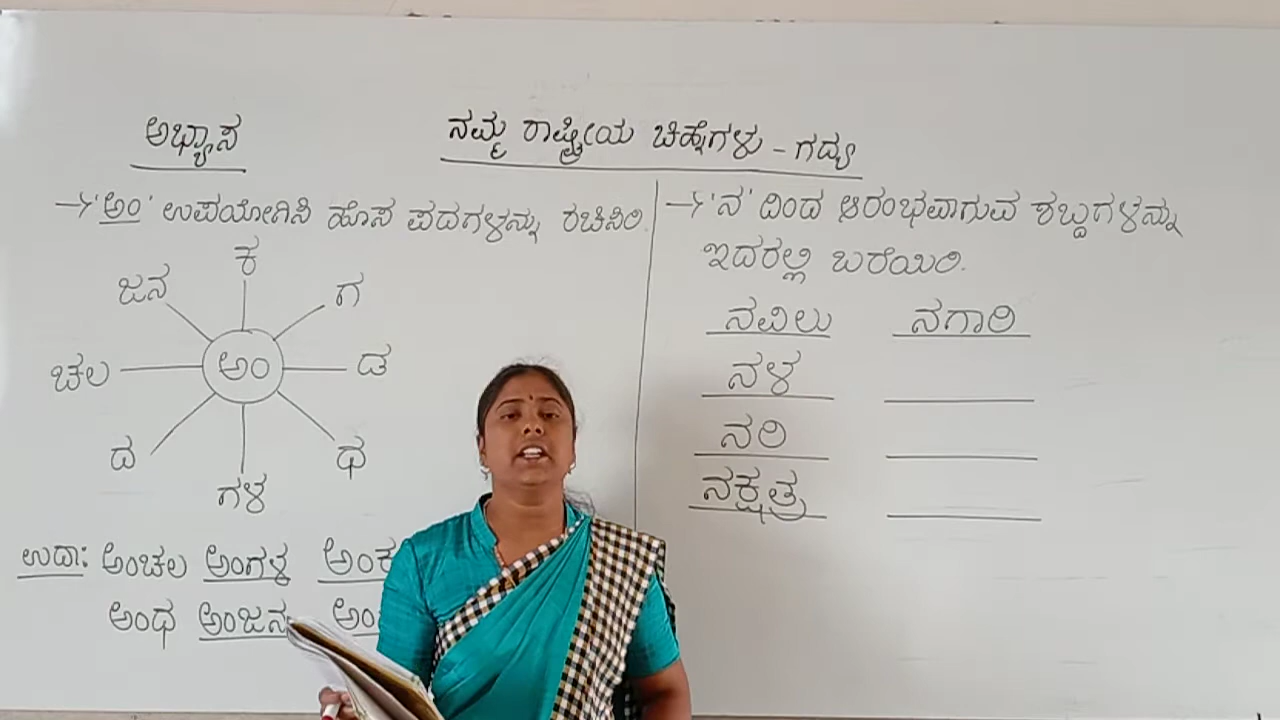 ಅಭ್ಯಾಸ
ನಮ್ಮ ರಾಷ್ಟ್ರೀಯ ಚಿಹ್ನೆಗಳು - ಗದ್ಯ
→ 'ಅಂ' ಉಪಯೋಗಿಸಿ ಹೊಸ ಪದಗಳನ್ನು ರಚಿಸಿರಿ.
ಕ
ಜನ
ಗ
ಚಲ
ಅಂ
ಡ
ದ
ಧ
ಗಳ
ಉದಾ: ಅಂಚಲ ಅಂಗಳ ಅಂಕ
ಅಂಧ ಅಂಜನ ಅಂ
→ 'ನ' ದಿಂದ ಆರಂಭವಾಗುವ ಶಬ್ದಗಳನ್ನು
ಇದರಲ್ಲಿ ಬರೆಯಿರಿ.
ನವಿಲು ನಗಾರಿ
ನಳ
ನರಿ
ನಕ್ಷತ್ರ